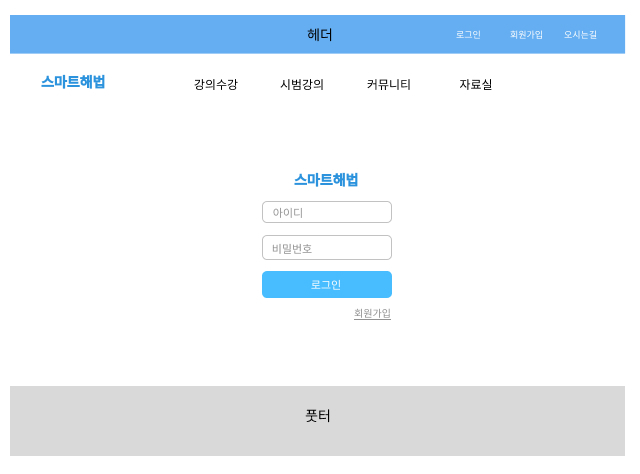 헤더 로그인 회원가입 오시는길
스마트해법 강의수강 시범강의 커뮤니티 자료실
스마트해법
아이디
비밀번호
로그인
회원가입
풋터